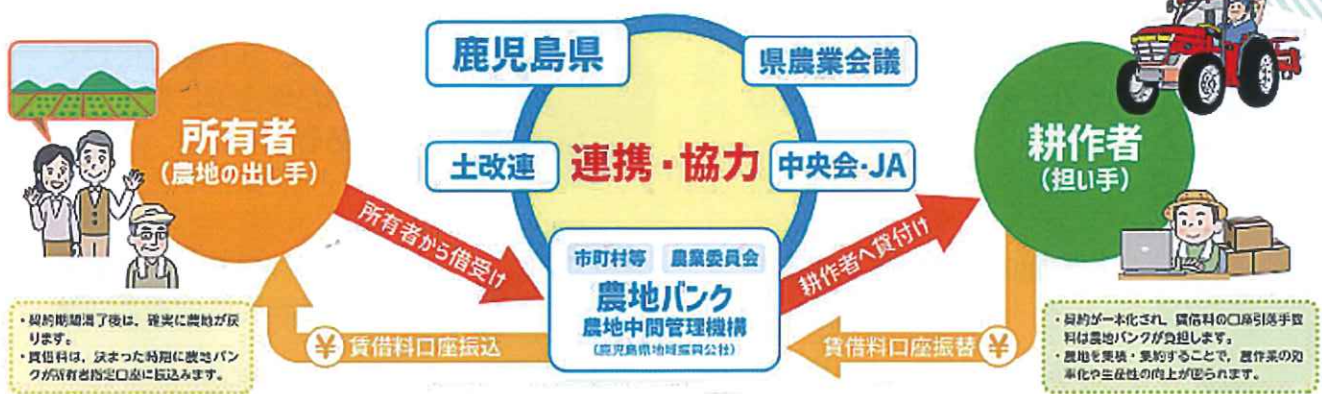 鹿児島県
県農業会議
所有者
(農地の出し手)
土改連
連携・協力
中央会・JA
耕作者
(担い手)
所有者から借受け
市町村等
農業委員会
農地バンク
農地中間管理機構
(鹿児島県地域振興公社)
耕作者へ貸付け
¥ 賃借料口座振込
賃借料口座振替 ¥
・契約期間満了後は、確実に農地が戻
ります。
・賃借料は、決まった時期に農地バン
クが所有者指定口座に振込みます。
・契約が一本化され、賃借料の口座引落手数
料は農地バンクが負担します。
・農地を集積・集約することで、農作業の効
率化や生産性の向上が図られます。